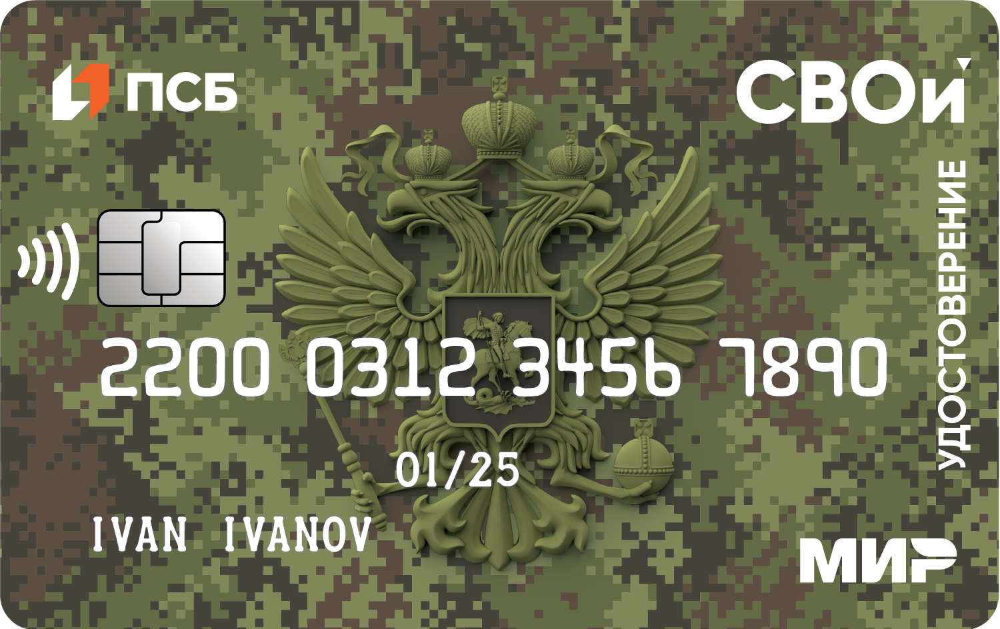 ПСБ
СВОй
УДОСТОВЕРЕНИЕ
2200 0312 3456 7890
01/25
IVAN IVANOV
МИР